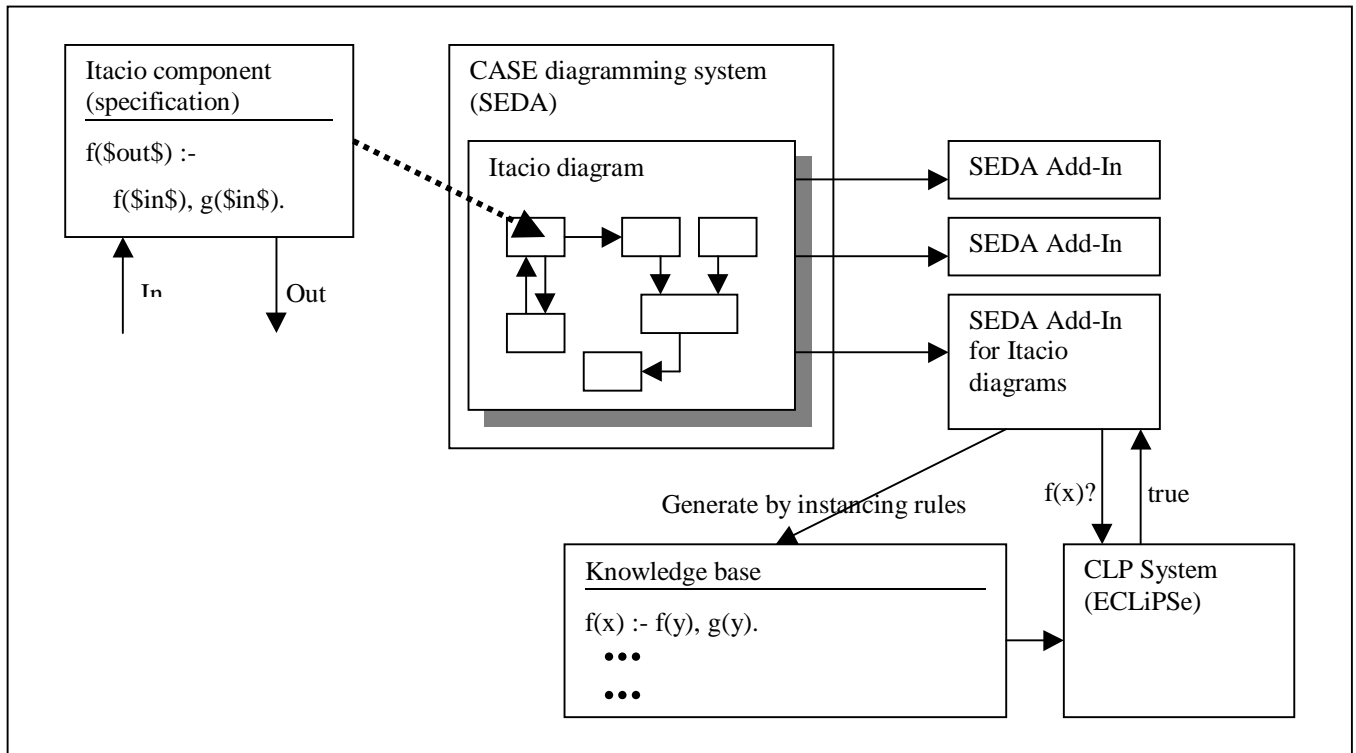 Itacio component
(specification)
f($out$) :-
f($in$), g($in$).
In
Out
CASE diagramming system
(SEDA)
Itacio diagram
SEDA Add-In
SEDA Add-In
SEDA Add-In
for Itacio
diagrams
Generate by instancing rules
f(x)?
true
Knowledge base
f(x) :- f(y), g(y).
•••
•••
CLP System
(ECLiPSe)